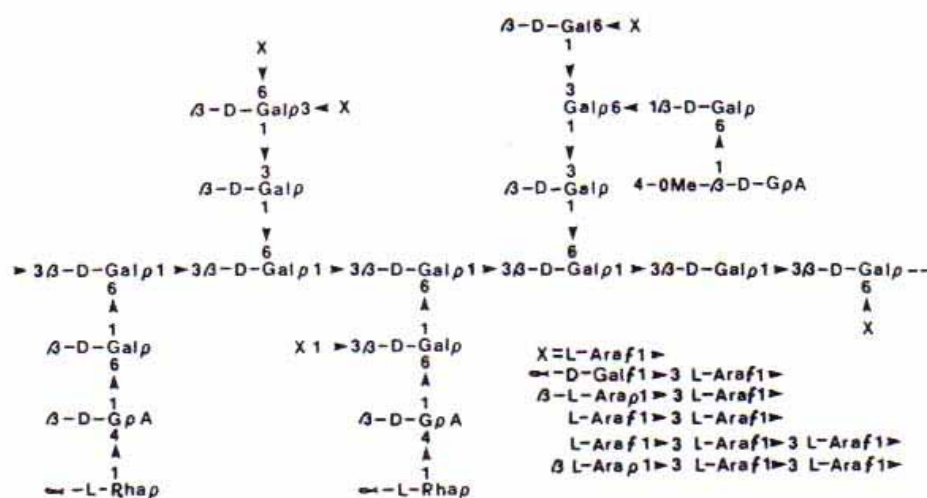 β-D-Gal6◄ X
X
1
6
3
β-D-Galp3◄ X
Galp6◄ 1β-D-Galp
1
1
6
3
3
1
β-D-Galp
β-D-Galp
4-OMe-β-D-GpA
1
1
6
6
►3β-D-Galp1►3β-D-Galp1►3β-D-Galp1►3β-D-Galp1►3β-D-Galp1►3β-D-Galp--
6
6
6
1
1
X
β-D-Galp
X1 ►3β-D-Galp
6
6
X=L-Araf1►
α-D-Galf1►3 L-Araf1►
β-L-Arap1►3 L-Araf1►
1
1
L-Araf1►3 L-Araf1►
β-D-GpA
β-D-GpA
4
4
L-Araf1►3 L-Araf1►3 L-Araf1►
β L-Arap1►3 L-Araf1►3 L-Araf1►
1
1
α-L-Rhap
α-L-Rhap